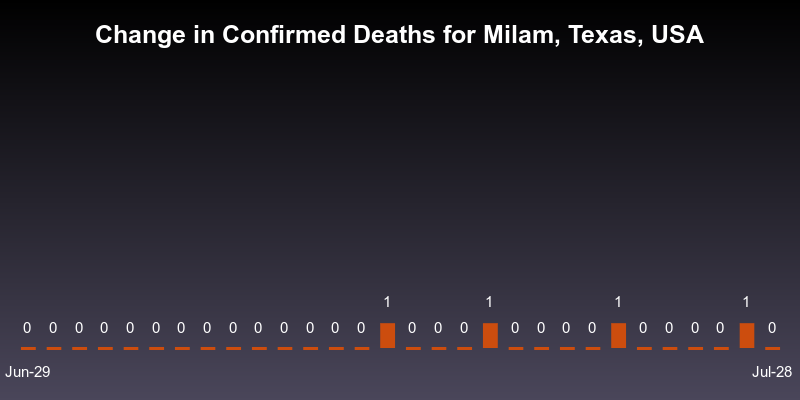 Change in Confirmed Deaths for Milam, Texas, USA
1 1 1 1
0 0 0 0 0 0 0 0 0 0 0 0 0 0 0 0 0 0 0 0 0 0 0 0 0 0
Jun-29 Jul-28